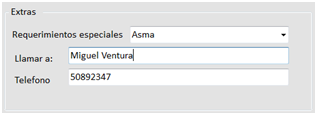 Extras
Requerimientos especiales Asma
Llamar a: Miguel Ventura
Telefono 50892347